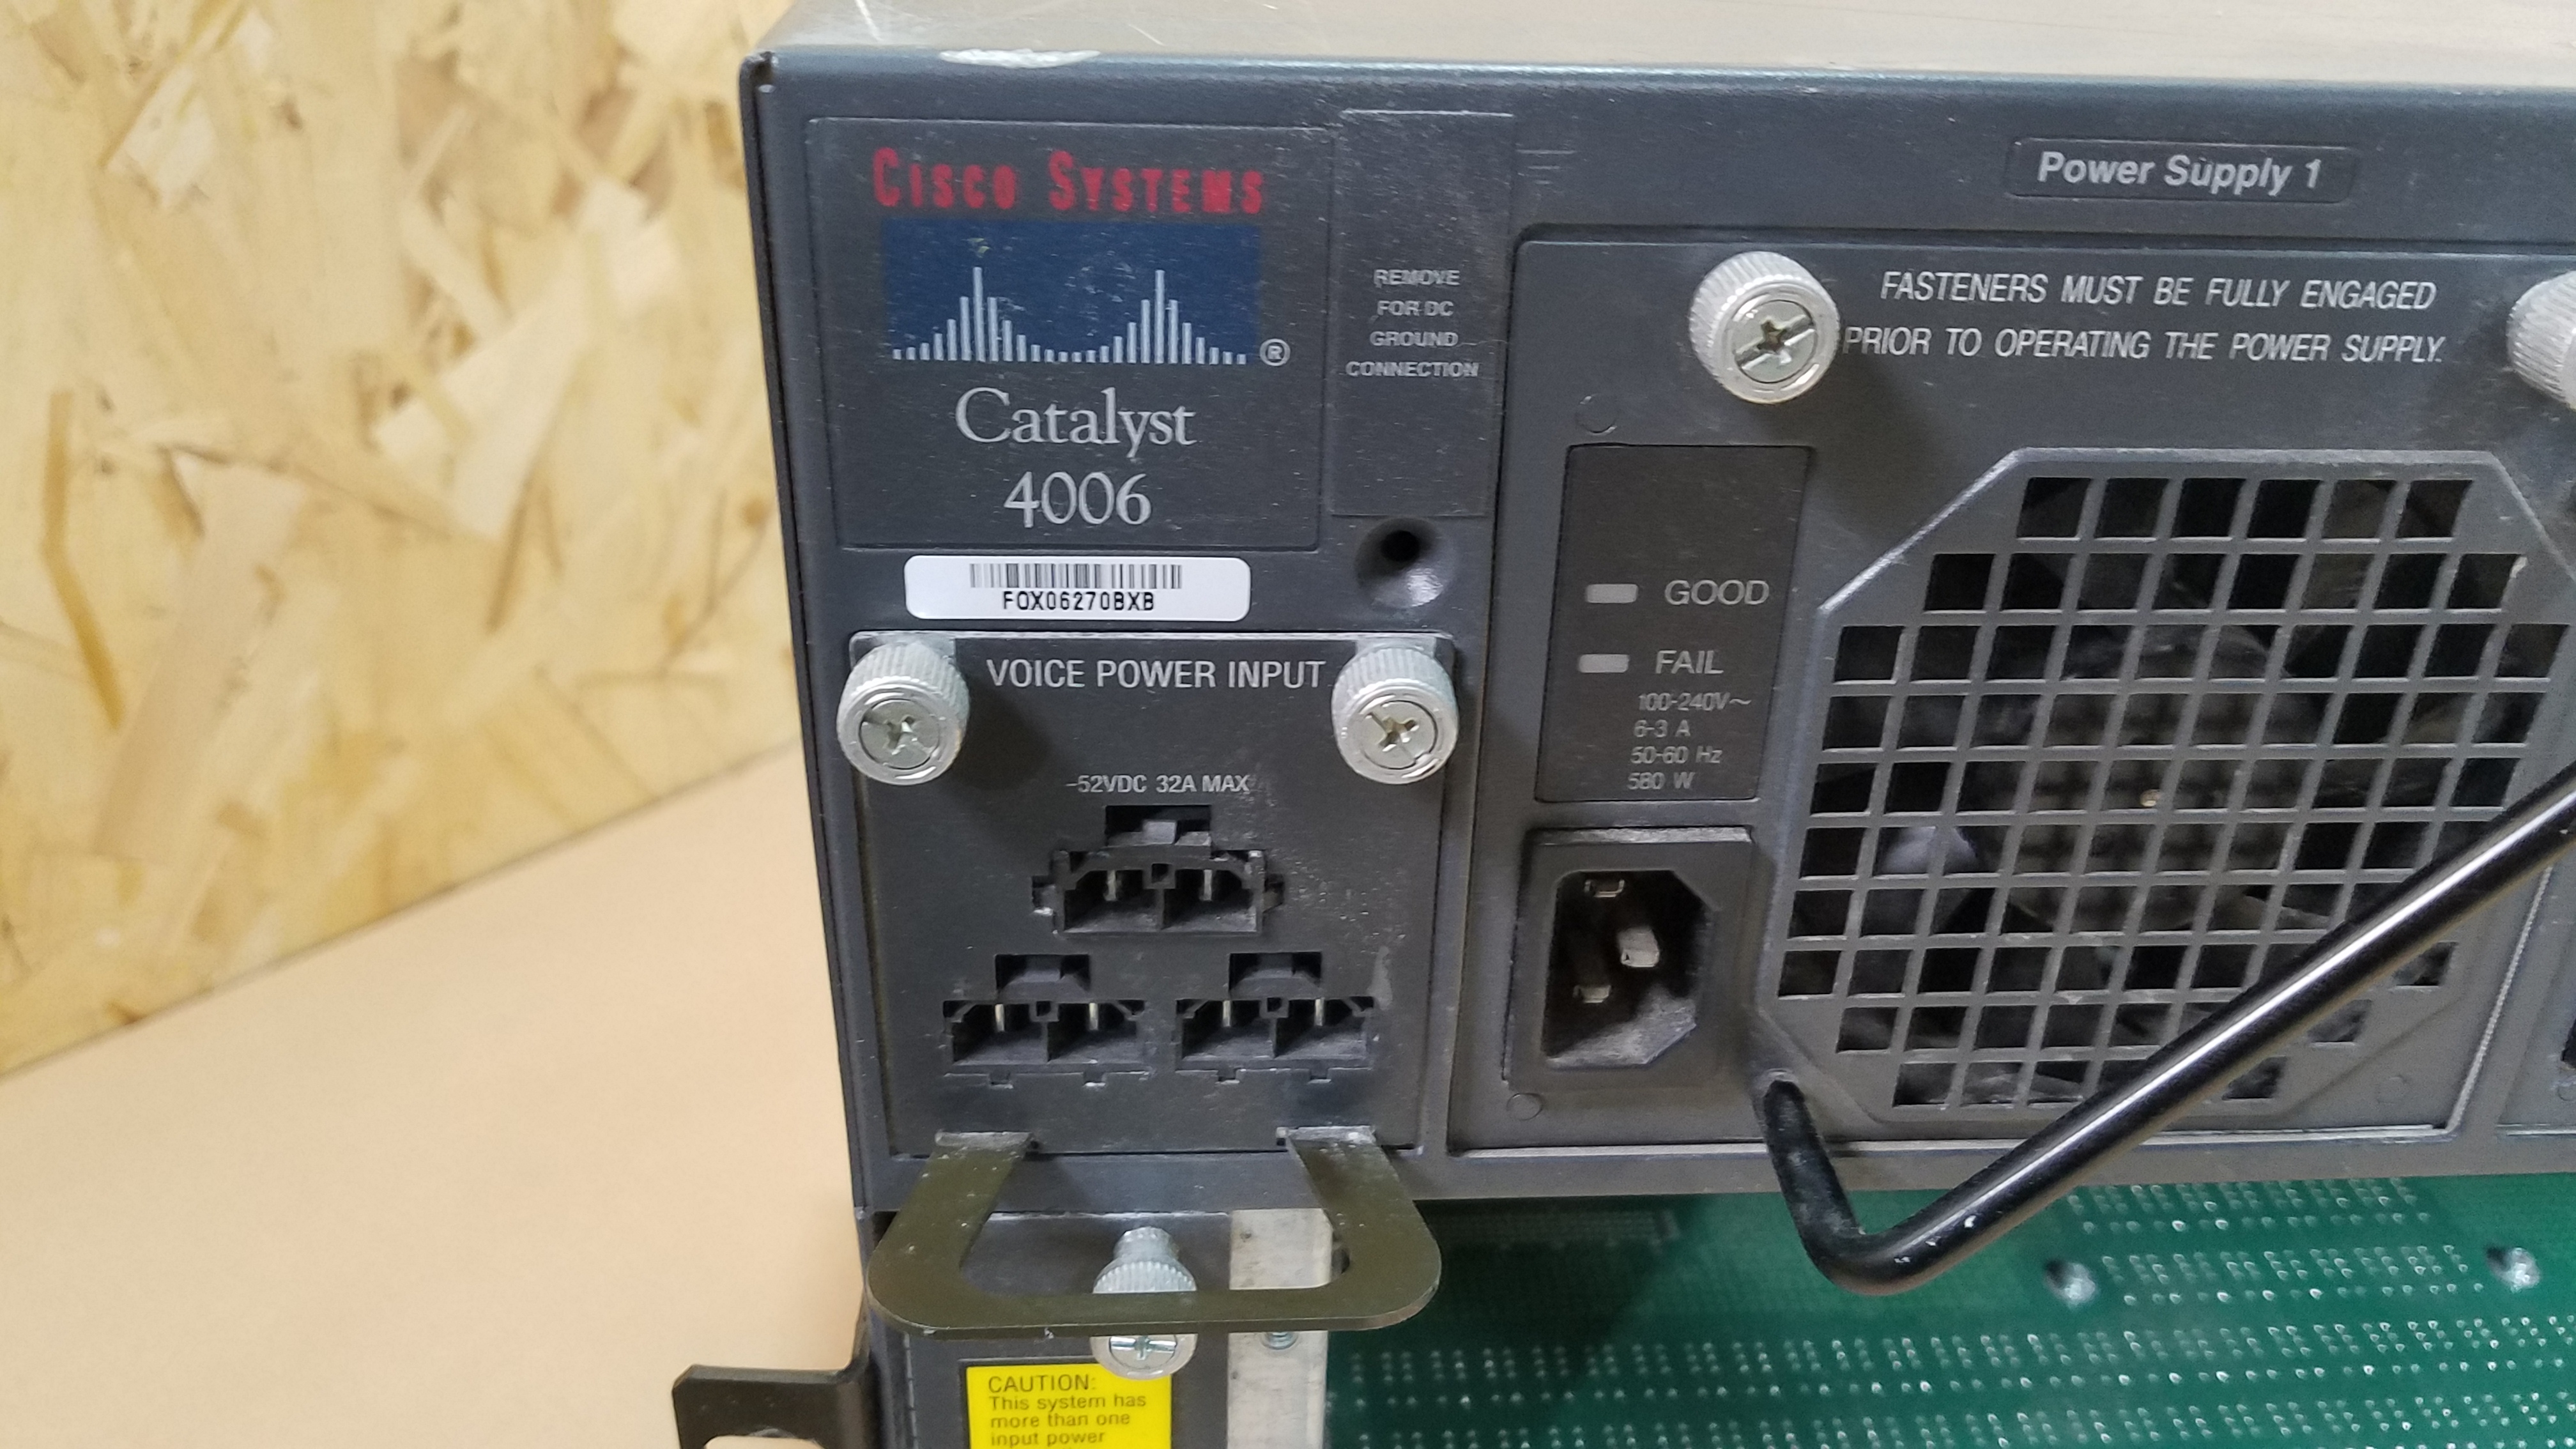 CISCO SYSTEMS
®
Catalyst
4006
REMOVE
FOR DC
GROUND
CONNECTION
Power Supply 1
FASTENERS MUST BE FULLY ENGAGED
PRIOR TO OPERATING THE POWER SUPPLY.
FOX06270BXB
GOOD
FAIL
100-240V~
6-3 A
50-60 Hz
580 W
VOICE POWER INPUT
-52VDC 32A MAX
CAUTION:
This system has
more than one
input power